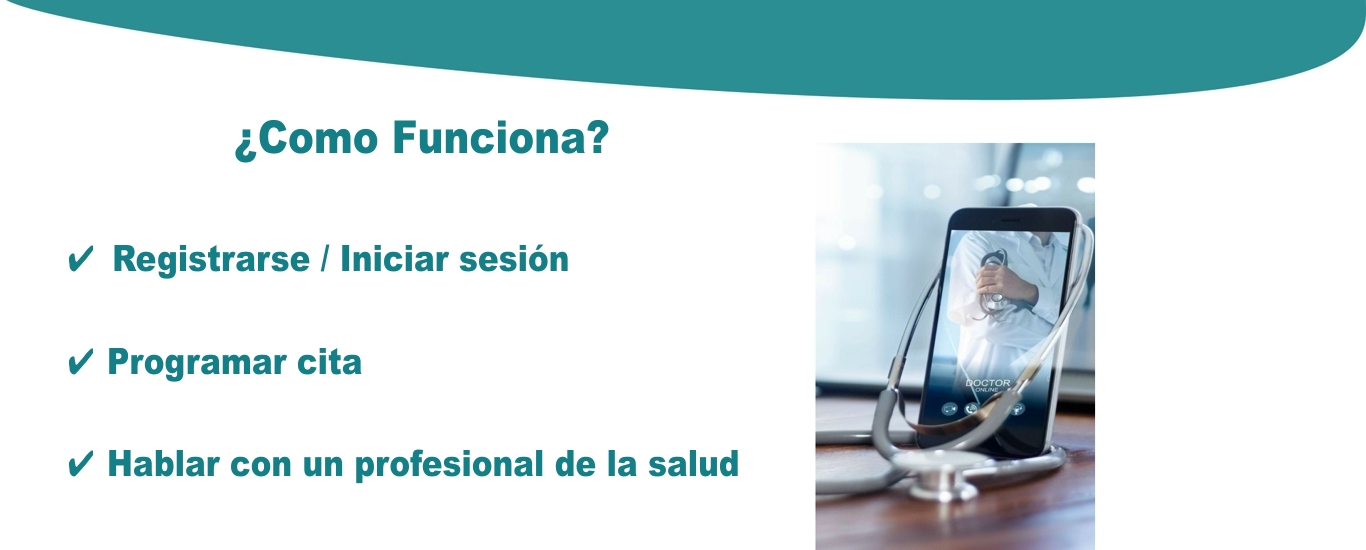 ¿Como Funciona?
✔ Registrarse / Iniciar sesión
✔ Programar cita
✔ Hablar con un profesional de la salud
DOCTOR
ONLINE